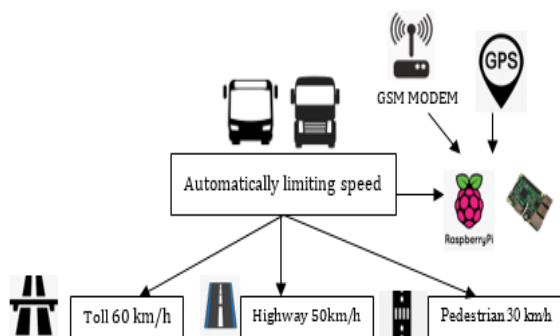 GPS
GSM MODEM
Automatically limiting speed
RaspberryPi
Toll 60 km/h
Highway 50km/h
Pedestrian 30 km/h